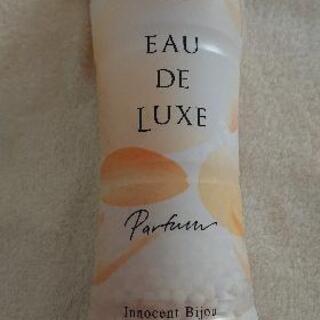 EAU
DE
LUXE
Parfum
Innocent Bijou